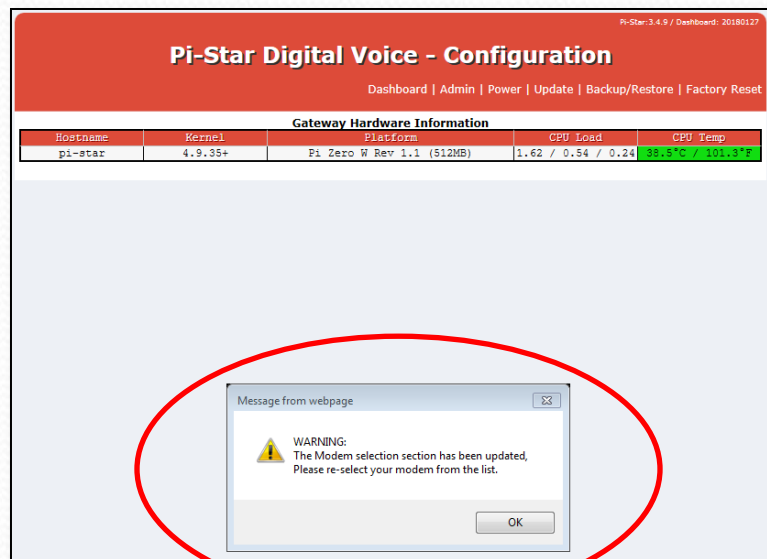 Pi-Star:3.4.9 / Dashboard: 20180127
Pi-Star Digital Voice - Configuration
Dashboard | Admin | Power | Update | Backup/Restore | Factory Reset
Gateway Hardware Information
Hostname Kernel Platform CPU Load CPU Temp
pi-star 4.9.35+ Pi Zero W Rev 1.1 (512MB) 1.62 / 0.54 / 0.24 38.5°C / 101.3°F
Message from webpage
WARNING:
The Modem selection section has been updated,
Please re-select your modem from the list.
OK